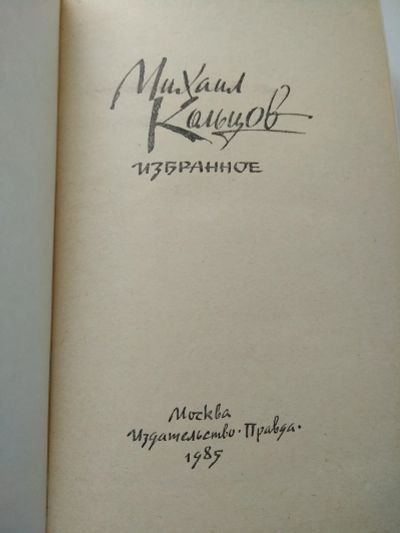 Михаил
Кольцов
ИЗБРАННОЕ
Москва
Издательство·Правда·
1985